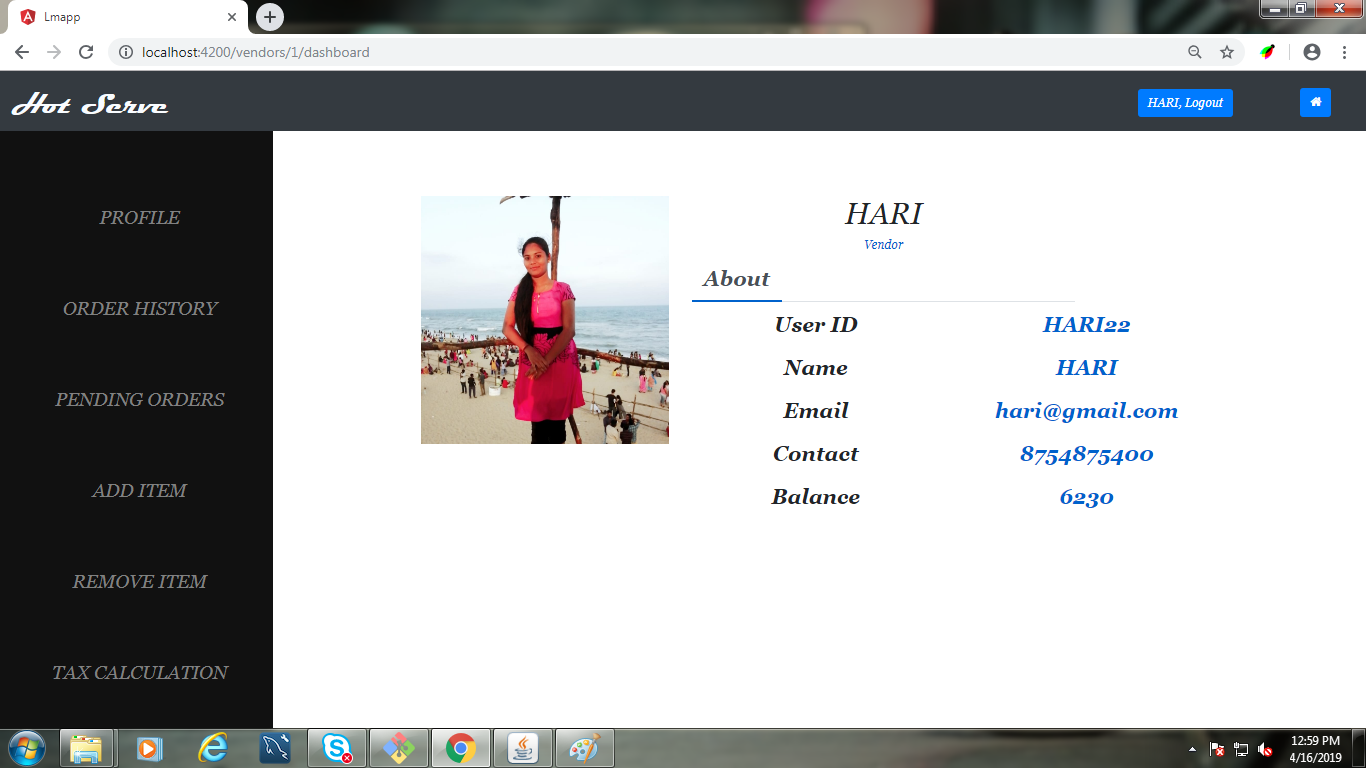 Lmapp
localhost:4200/vendors/1/dashboard
Hot Serve
HARI, Logout
PROFILE
ORDER HISTORY
PENDING ORDERS
ADD ITEM
REMOVE ITEM
TAX CALCULATION
HARI
Vendor
About
User ID HARI22
Name HARI
Email hari@gmail.com
Contact 8754875400
Balance 6230
12:59 PM
4/16/2019